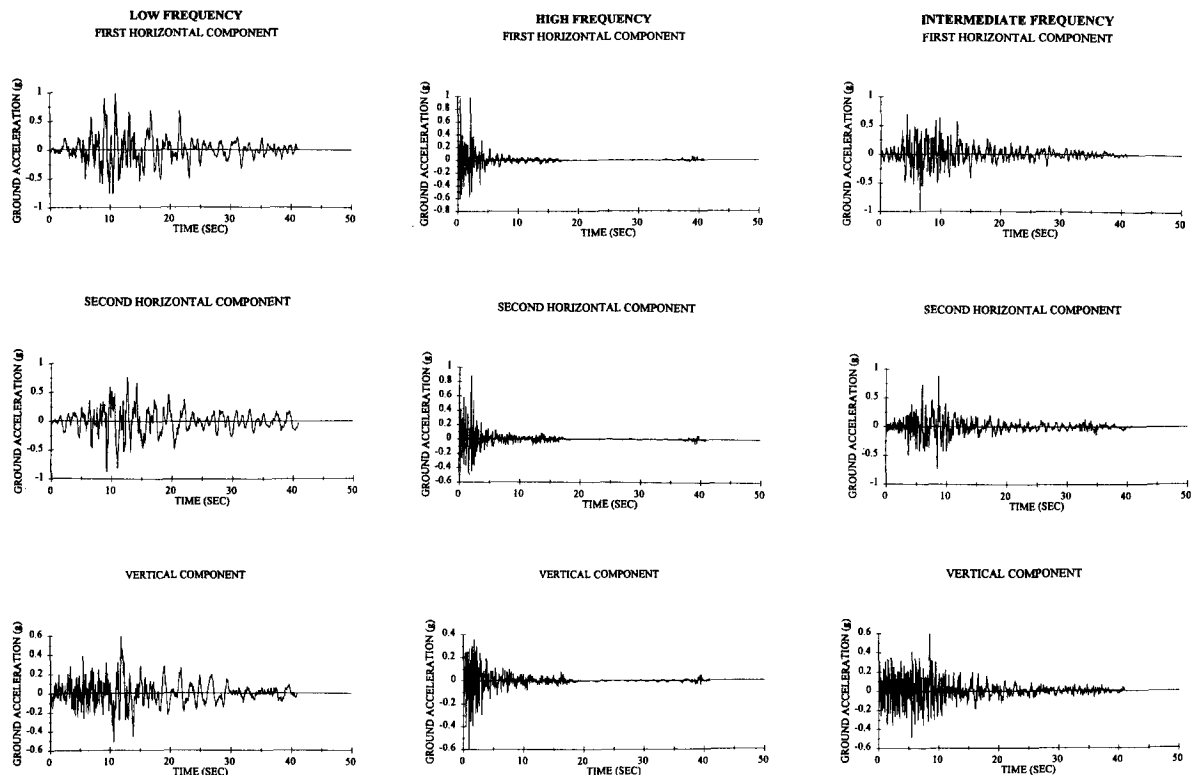 LOW FREQUENCY
FIRST HORIZONTAL COMPONENT
GROUND ACCELERATION (g)
1
0.5
0
-0.5
-1
0 10 20 30 40 50
TIME (SEC)
HIGH FREQUENCY
FIRST HORIZONTAL COMPONENT
GROUND ACCELERATION (g)
1
0.8
0.6
0.4
0.2
0
-0.2
-0.4
-0.6
-0.8
0 10 20 30 40 50
TIME (SEC)
INTERMEDIATE FREQUENCY
FIRST HORIZONTAL COMPONENT
GROUND ACCELERATION (g)
1
0.5
0
-0.5
-1
0 10 20 30 40 50
TIME (SEC)
SECOND HORIZONTAL COMPONENT
GROUND ACCELERATION (g)
1
0.5
0
-0.5
-1
0 10 20 30 40 50
TIME (SEC)
SECOND HORIZONTAL COMPONENT
GROUND ACCELERATION (g)
1
0.8
0.6
0.4
0.2
0
-0.2
-0.4
-0.6
0 10 20 30 40 50
TIME (SEC)
SECOND HORIZONTAL COMPONENT
GROUND ACCELERATION (g)
1
0.5
0
-0.5
-1
0 10 20 30 40 50
TIME (SEC)
VERTICAL COMPONENT
GROUND ACCELERATION (g)
0.6
0.4
0.2
0
-0.2
-0.4
-0.6
0 10 20 30 40 50
TIME (SEC)
VERTICAL COMPONENT
GROUND ACCELERATION (g)
0.4
0.2
0
-0.2
-0.4
-0.6
0 10 20 30 40 50
TIME (SEC)
VERTICAL COMPONENT
GROUND ACCELERATION (g)
0.6
0.4
0.2
0
-0.2
-0.4
-0.6
0 10 20 30 40 50
TIME (SEC)